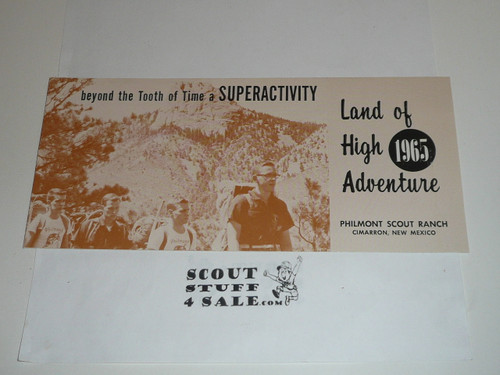 beyond the Tooth of Time a SUPERACTIVITY
Land of
High 1965
Adventure
PHILMONT SCOUT RANCH
CIMARRON, NEW MEXICO
SCOUT
STUFF
4 SALE.COM